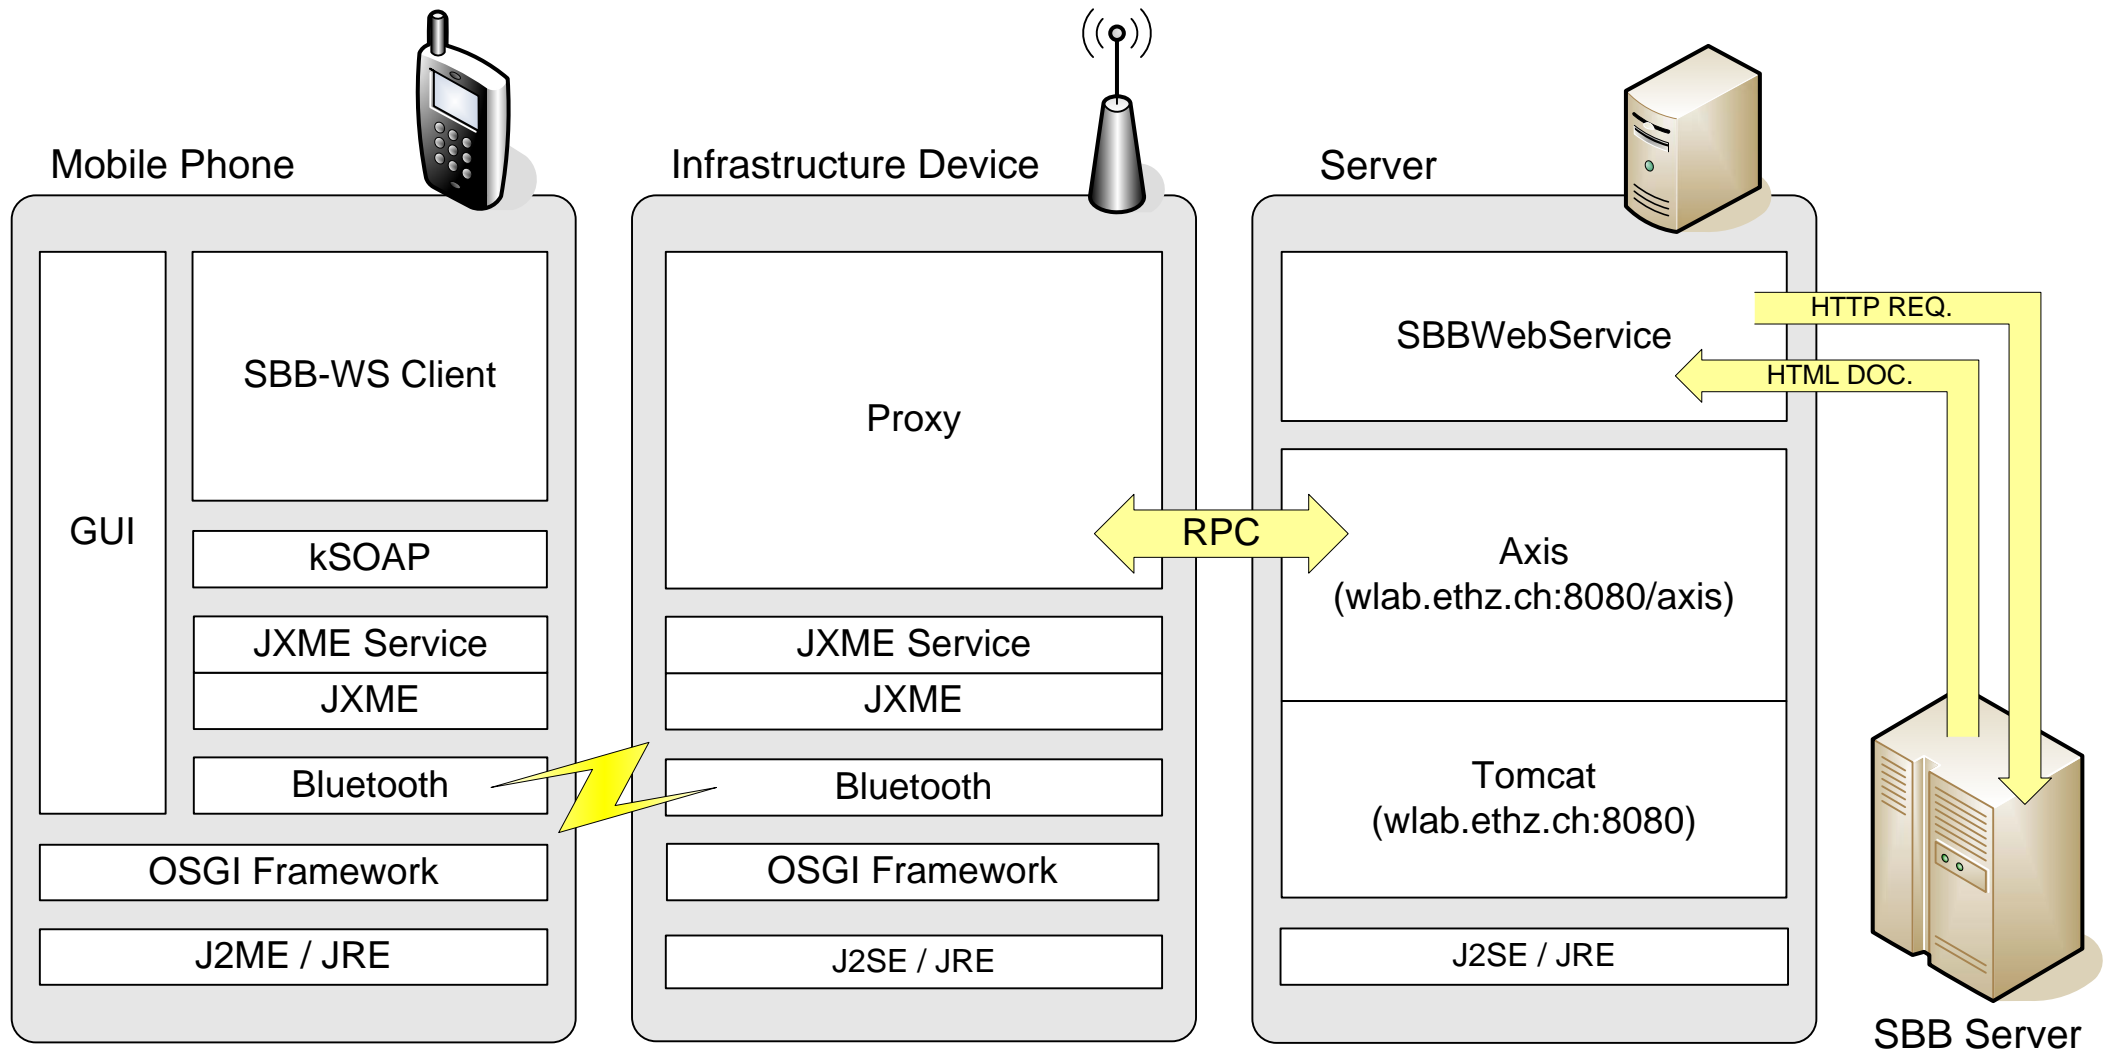 Mobile Phone
GUI
SBB-WS Client
kSOAP
JXME Service
JXME
Bluetooth
OSGI Framework
J2ME / JRE
Infrastructure Device
Proxy
JXME Service
JXME
Bluetooth
OSGI Framework
J2SE / JRE
RPC
Server
SBBWebService
Axis
(wlab.ethz.ch:8080/axis)
Tomcat
(wlab.ethz.ch:8080)
J2SE / JRE
HTTP REQ.
HTML DOC.
SBB Server